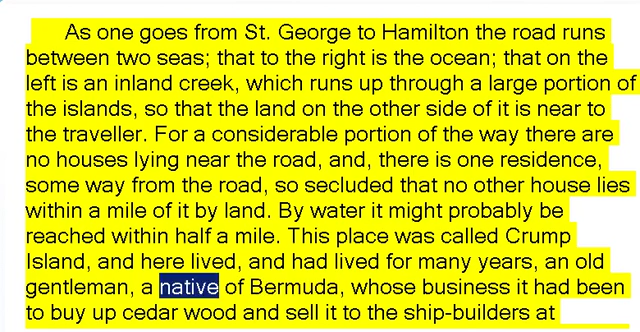 As one goes from St. George to Hamilton the road runs
between two seas; that to the right is the ocean; that on the
left is an inland creek, which runs up through a large portion of
the islands, so that the land on the other side of it is near to
the traveller. For a considerable portion of the way there are
no houses lying near the road, and, there is one residence,
some way from the road, so secluded that no other house lies
within a mile of it by land. By water it might probably be
reached within half a mile. This place was called Crump
Island, and here lived, and had lived for many years, an old
gentleman, a native of Bermuda, whose business it had been
to buy up cedar wood and sell it to the ship-builders at